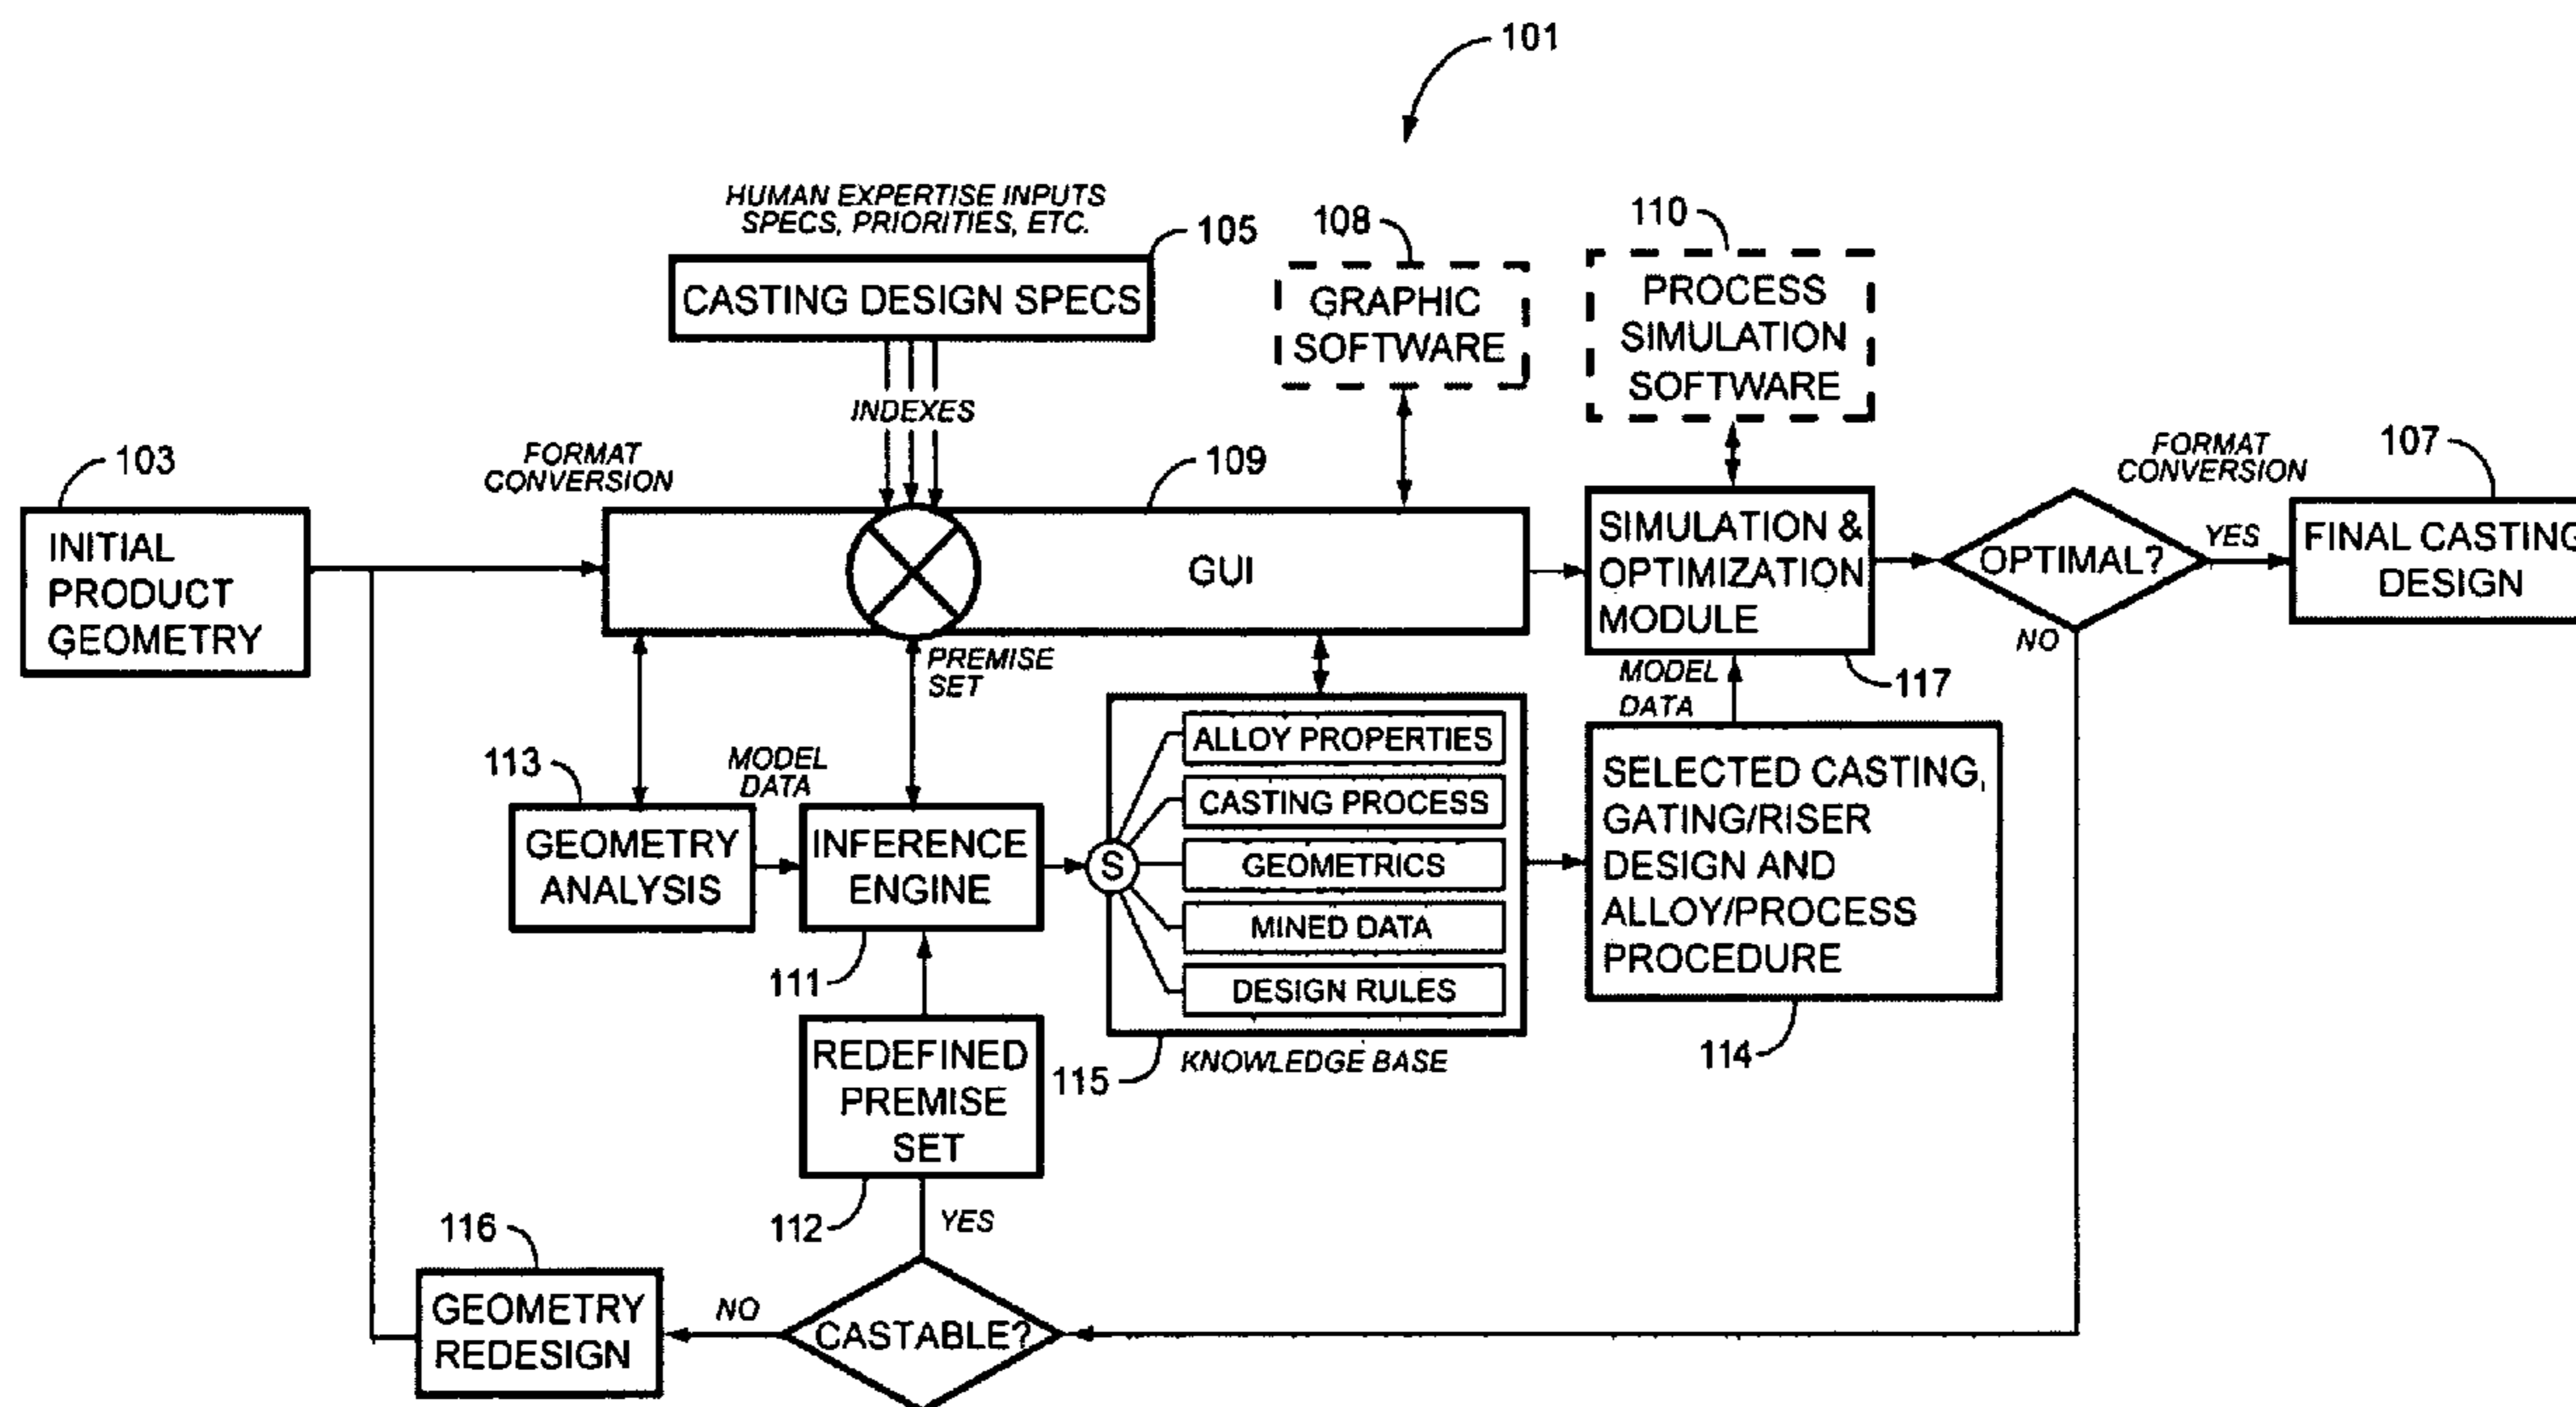 101
HUMAN EXPERTISE INPUTS
SPECS, PRIORITIES, ETC.
105
CASTING DESIGN SPECS
INDEXES
108
GRAPHIC
SOFTWARE
110
PROCESS
SIMULATION
SOFTWARE
103
INITIAL
PRODUCT
GEOMETRY
FORMAT
CONVERSION
109
GUI
SIMULATION &
OPTIMIZATION
MODULE
117
OPTIMAL?
YES
NO
FORMAT
CONVERSION
107
FINAL CASTING
DESIGN
PREMISE
SET
113
GEOMETRY
ANALYSIS
MODEL
DATA
INFERENCE
ENGINE
111
S
ALLOY PROPERTIES
CASTING PROCESS
GEOMETRICS
MINED DATA
DESIGN RULES
115
KNOWLEDGE BASE
MODEL
DATA
SELECTED CASTING,
GATING/RISER
DESIGN AND
ALLOY/PROCESS
PROCEDURE
114
REDEFINED
PREMISE
SET
112
YES
116
GEOMETRY
REDESIGN
NO
CASTABLE?